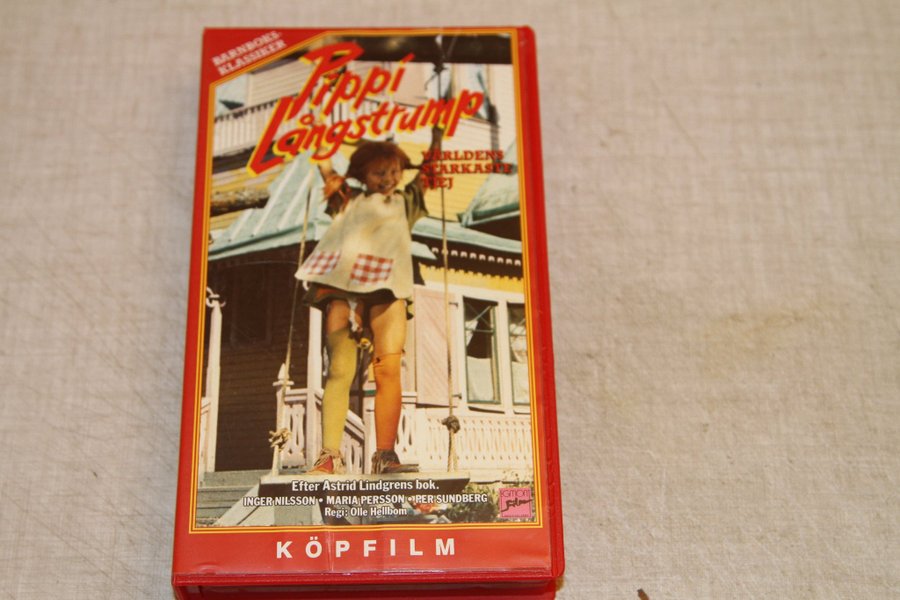 BARNBOKS-
KLASSIKER
Pippi
Långstrump
VÄRLDENS
STARKASTE
TJEJ
Efter Astrid Lindgrens bok.
INGER NILSSON • MARIA PERSSON • PER SUNDBERG
Regi: Olle Hellbom
KÖPFILM